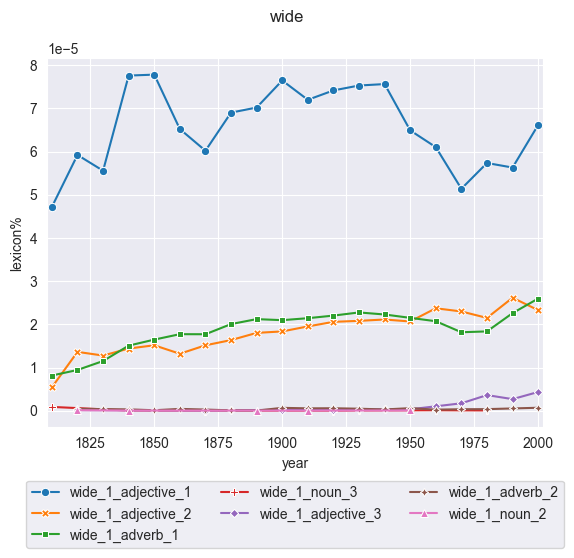 wide
1e−5
8
7
6
5
4
3
2
1
0
lexicon%
1825 1850 1875 1900 1925 1950 1975 2000
year
wide_1_adjective_1 wide_1_noun_3 wide_1_adverb_2
wide_1_adjective_2 wide_1_adjective_3 wide_1_noun_2
wide_1_adverb_1